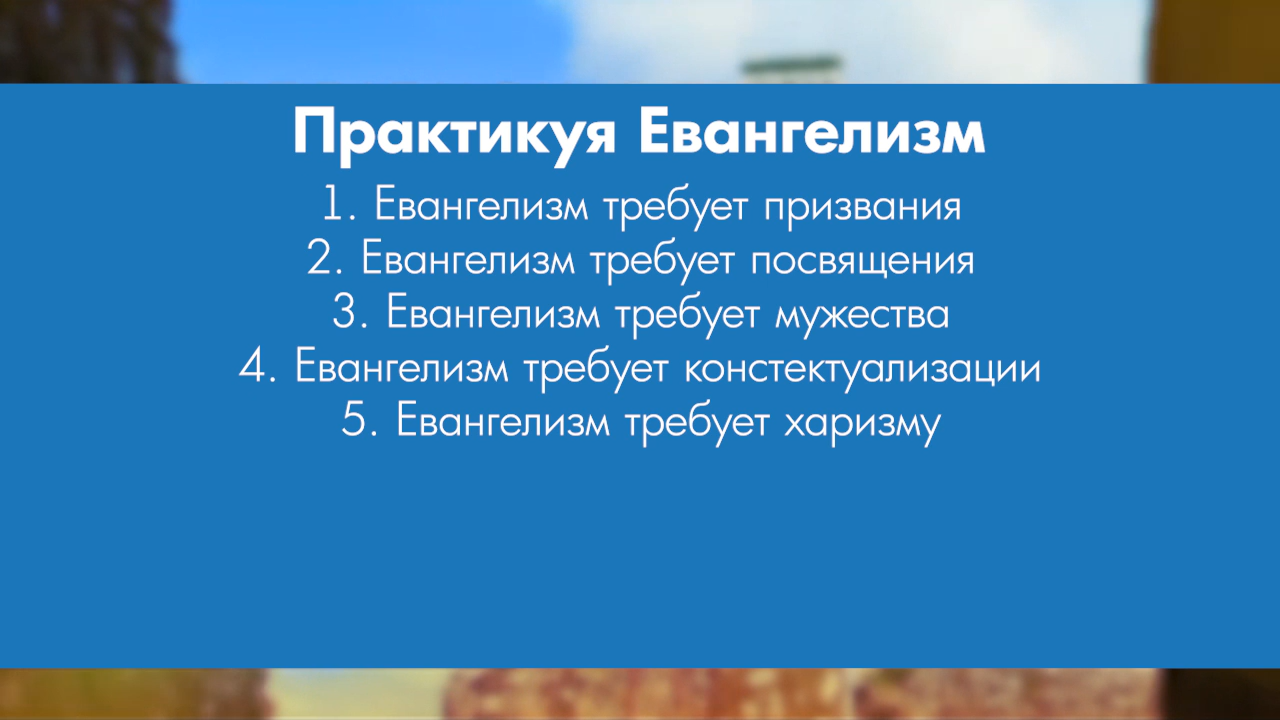 Практикуя Евангелизм
1. Евангелизм требует призвания
2. Евангелизм требует посвящения
3. Евангелизм требует мужества
4. Евангелизм требует констектуализации
5. Евангелизм требует харизму